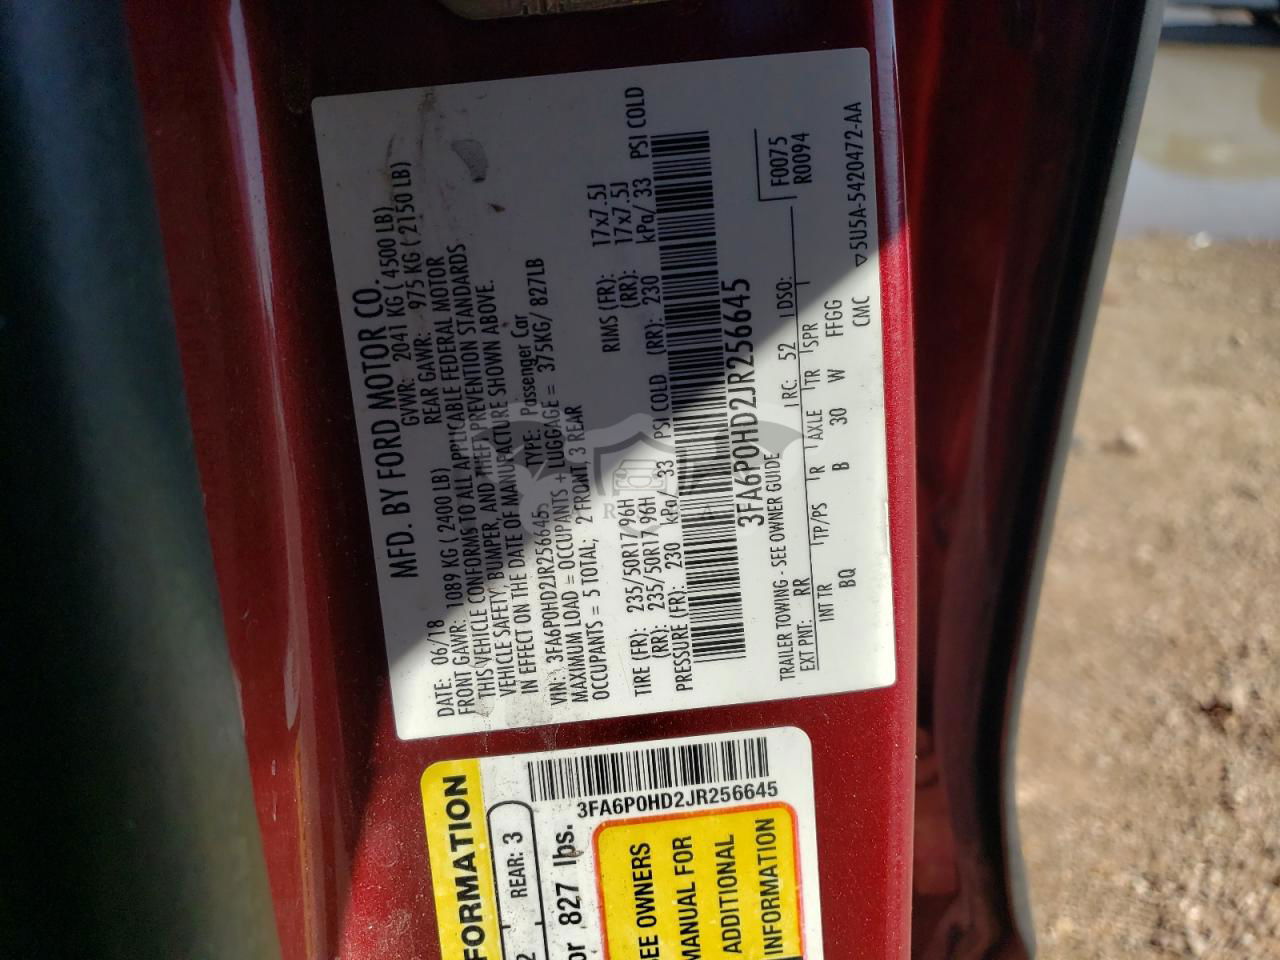 MFD. BY FORD MOTOR CO.
DATE: 06/18 GVWR: 2041 KG ( 4500 LB)
FRONT GAWR: 1089 KG ( 2400 LB) REAR GAWR: 975 KG ( 2150 LB)
THIS VEHICLE CONFORMS TO ALL APPLICABLE FEDERAL MOTOR
VEHICLE SAFETY, BUMPER, AND THEFT PREVENTION STANDARDS
IN EFFECT ON THE DATE OF MANUFACTURE SHOWN ABOVE.
VIN: 3FA6P0HD2JR256645 TYPE: Passenger Car
MAXIMUM LOAD = OCCUPANTS + LUGGAGE = 375KG/ 827LB
OCCUPANTS = 5 TOTAL, 2 FRONT, 3 REAR
TIRE (FR): 235/50R17 96H RIMS (FR): 17x7.5J
(RR): 235/50R17 96H (RR): 17x7.5J
PRESSURE (FR): 230 kPa/ 33 PSI COLD (RR): 230 kPa/ 33 PSI COLD
3FA6P0HD2JR256645
F0075
R0094
TRAILER TOWING - SEE OWNER GUIDE
EXT PNT: RR RC: 52 DSO:
INT TR TP/PS R AXLE TR SPR
BQ B 30 W FFGG
CMC
▽5U5A-5420472-AA
FORMATION
3FA6P0HD2JR256645
2 REAR: 3
or 827 lbs.
SEE OWNERS
MANUAL FOR
ADDITIONAL
INFORMATION
R A